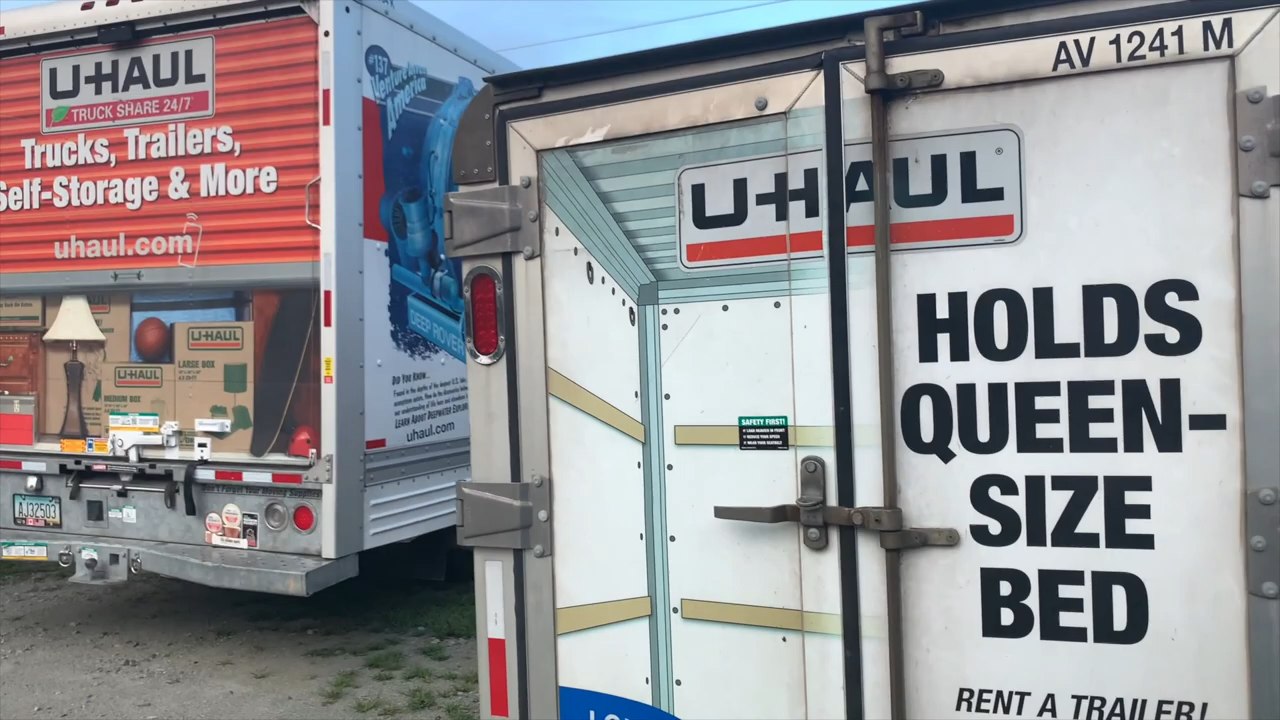 U-HAUL
TRUCK SHARE 24/7
Trucks, Trailers,
Self-Storage & More
uhaul.com
U-HAUL
LARGE BOX
U-HAUL
MEDIUM BOX
AJ32503
#137
Venture Across
America
DEEP ROVER
DID YOU KNOW...
LEARN ABOUT DEEPWATER EXPLORATION
uhaul.com
AV 1241 M
U-HAUL
HOLDS
QUEEN-
SIZE
BED
SAFETY FIRST!
RENT A TRAILER!